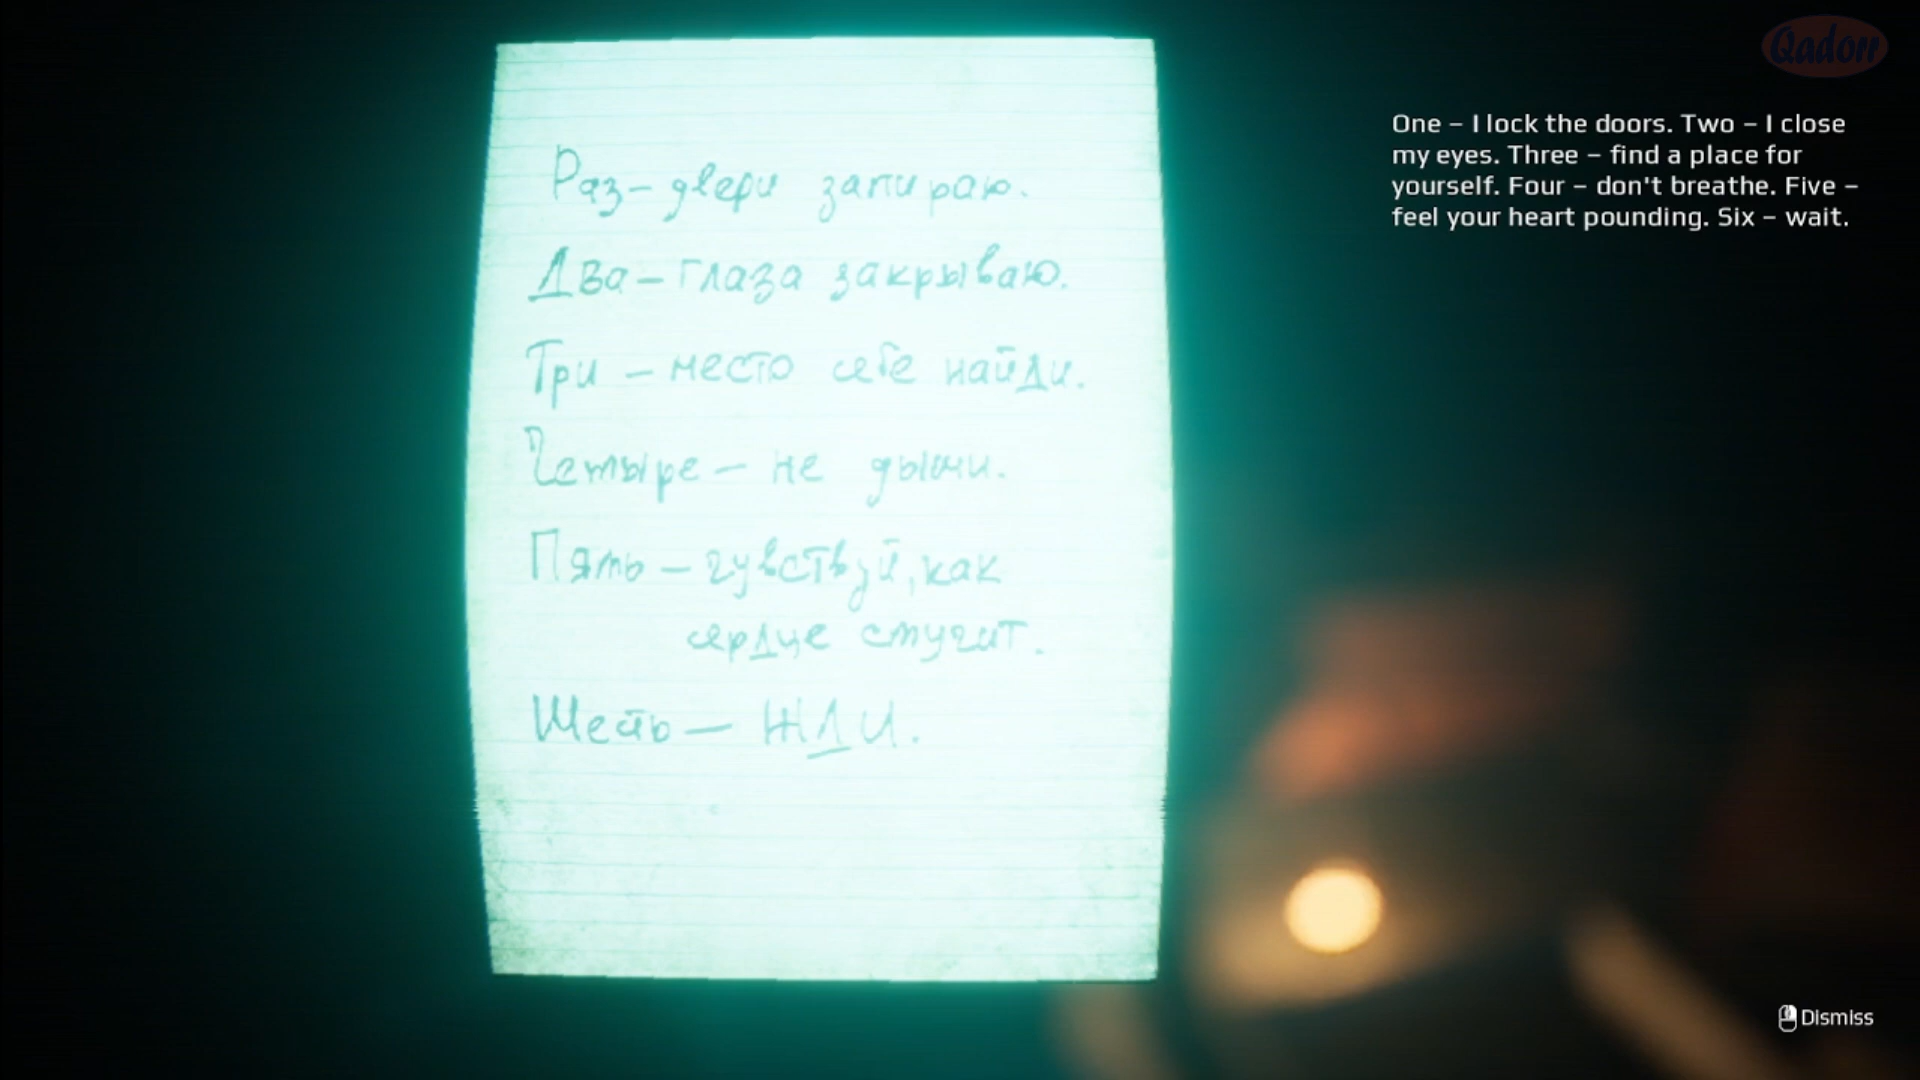 Qadorr
One – I lock the doors. Two – I close
my eyes. Three – find a place for
yourself. Four – don't breathe. Five –
feel your heart pounding. Six – wait.
Раз – двери запираю.
Два – глаза закрываю.
Три – место себе найди.
Четыре – не дыши.
Пять – чувствуй, как
сердце стучит.
Шесть – ЖДИ.
Dismiss